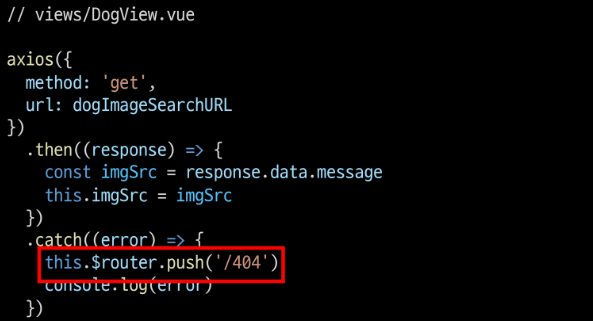 // views/DogView.vue
axios({
  method: 'get',
  url: dogImageSearchURL
})
  .then((response) => {
    const imgSrc = response.data.message
    this.imgSrc = imgSrc
  })
  .catch((error) => {
    this.$router.push('/404')
    console.log(error)
  })